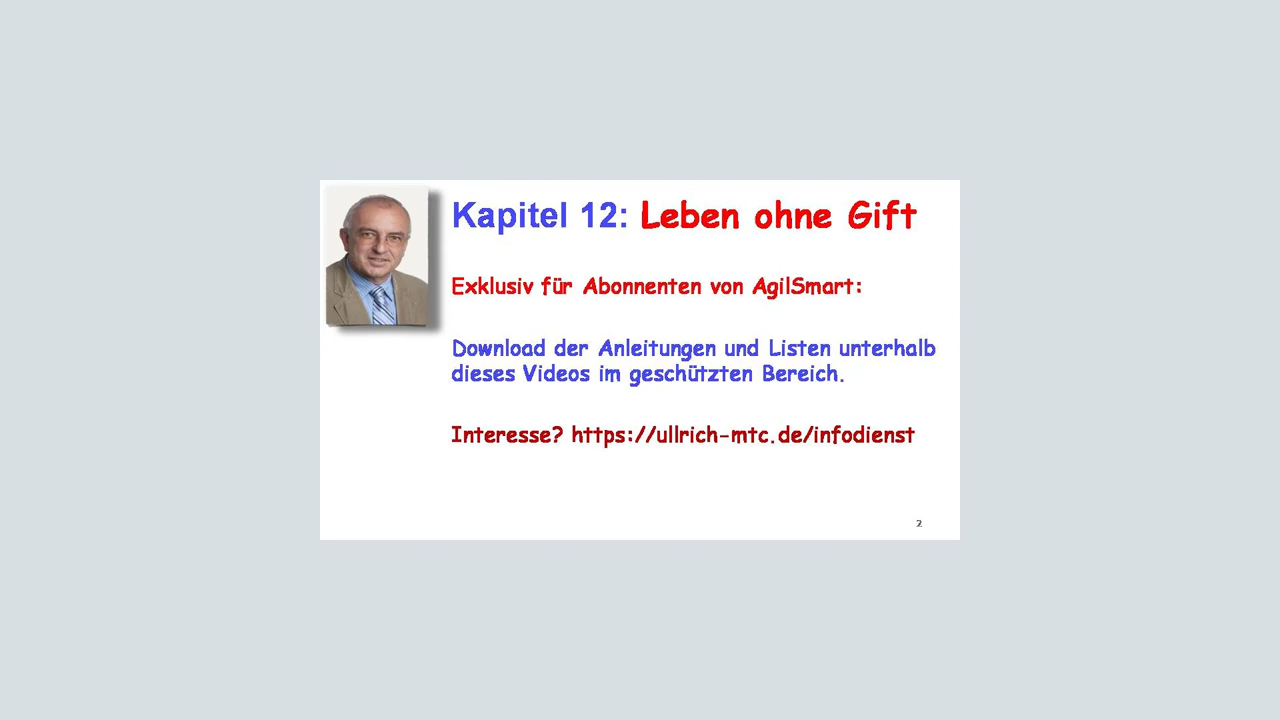 Kapitel 12: Leben ohne Gift
Exklusiv für Abonnenten von AgilSmart:
Download der Anleitungen und Listen unterhalb
dieses Videos im geschützten Bereich.
Interesse? https://ullrich-mtc.de/infodienst
2